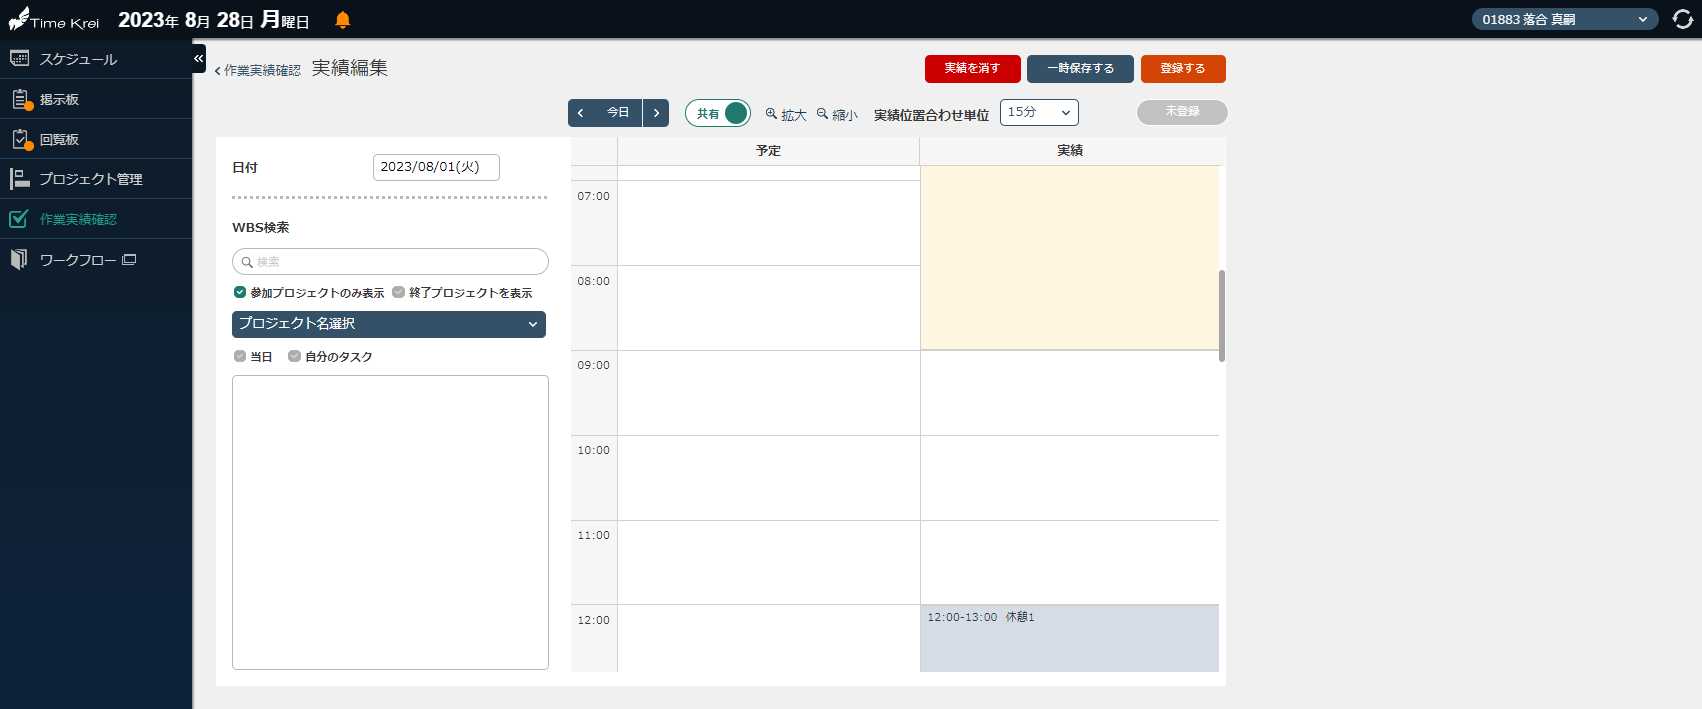 Time Krei 2023年 8月 28日 月曜日 01883 落合 真嗣
スケジュール
掲示板
回覧板
プロジェクト管理
作業実績確認
ワークフロー
«
‹ 作業実績確認 実績編集
実績を消す 一時保存する 登録する
‹ 今日 › 共有 拡大 縮小 実績位置合わせ単位 15分 未登録
日付 2023/08/01(火)
WBS検索
検索
参加プロジェクトのみ表示 終了プロジェクトを表示
プロジェクト名選択
当日 自分のタスク
予定 実績
07:00
08:00
09:00
10:00
11:00
12:00 12:00-13:00 休憩1